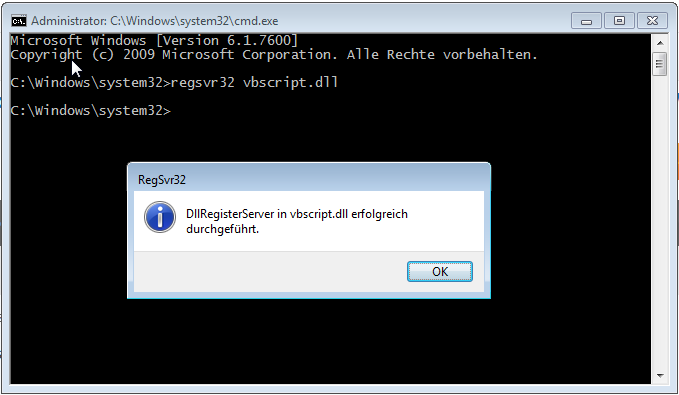 Administrator: C:\Windows\system32\cmd.exe
Microsoft Windows [Version 6.1.7600]
Copyright (c) 2009 Microsoft Corporation. Alle Rechte vorbehalten.
C:\Windows\system32>regsvr32 vbscript.dll
C:\Windows\system32>
RegSvr32
DllRegisterServer in vbscript.dll erfolgreich
durchgeführt.
OK